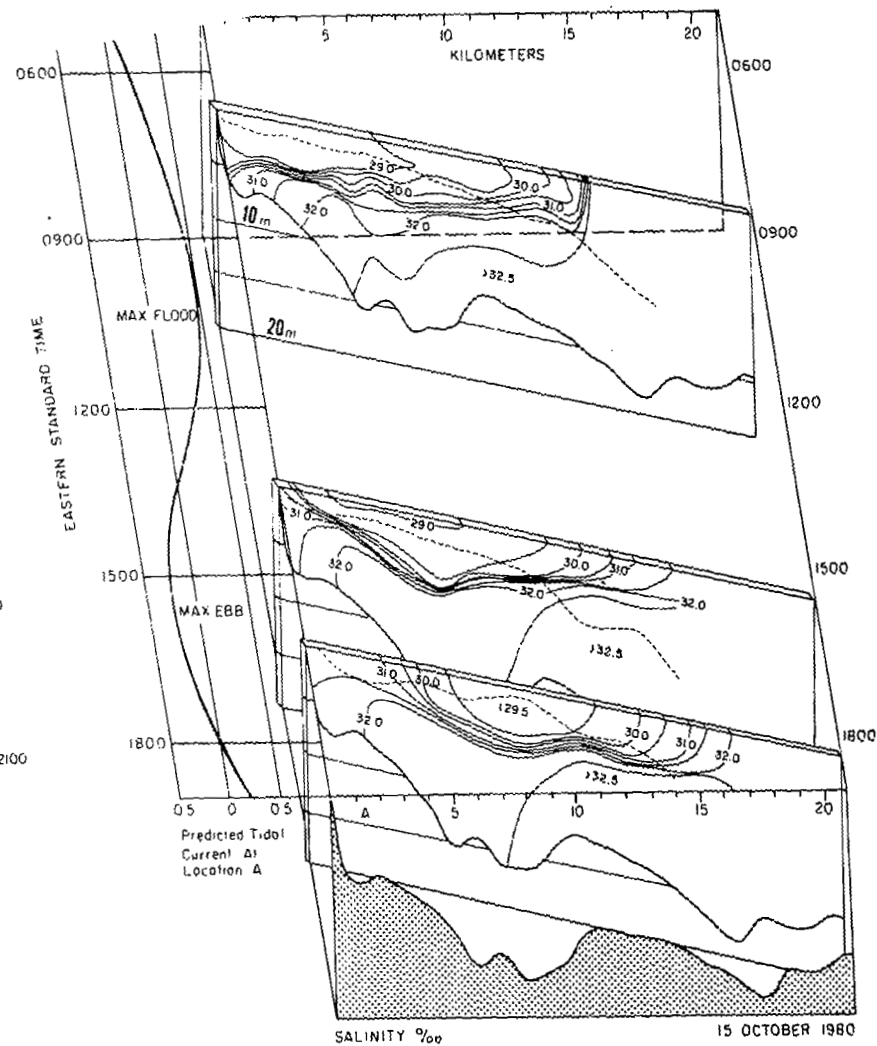 5 10 15 20
KILOMETERS
0600
0600
29.0
31.0 30.0 30.0 31.0
10 m 32.0 32.0
0900
0900
>32.5
MAX FLOOD
20 m
EASTERN STANDARD TIME
1200
1200
31.0 29.0
30.0 31.0
32.0 32.0 32.0
1500
1500
MAX EBB
>32.5
31.0 30.0
29.5
32.0 30.0 31.0 32.0
1800
1800
2100
>32.5
0.5 0 0.5 A 5 10 15 20
Predicted Tidal
Current At
Location A
SALINITY ‰
15 OCTOBER 1980